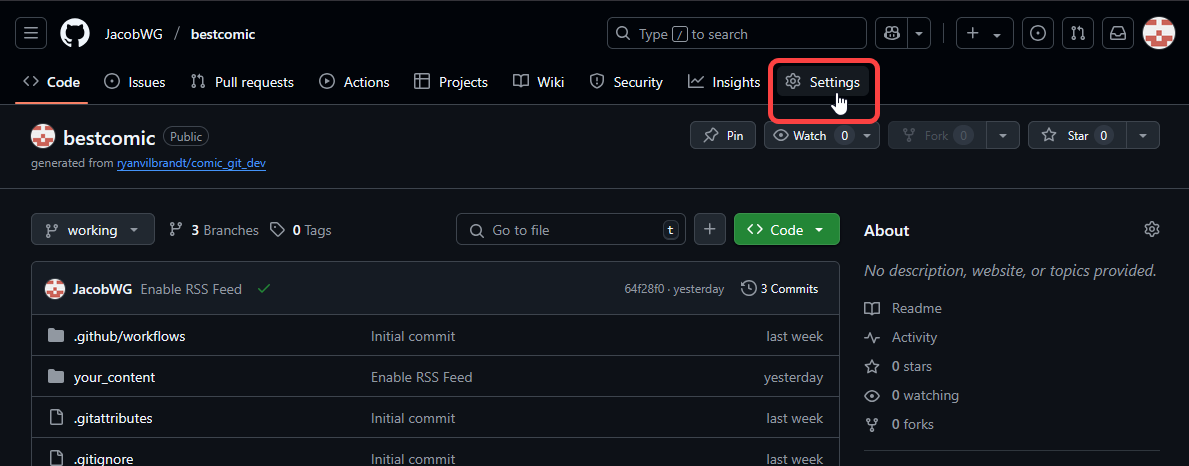 JacobWG / bestcomic
Type / to search
Code Issues Pull requests Actions Projects Wiki Security Insights Settings
bestcomic Public
Pin Watch 0 Fork 0 Star 0
generated from ryanvilbrandt/comic_git_dev
working 3 Branches 0 Tags Go to file t Code
About
No description, website, or topics provided.
JacobWG Enable RSS Feed 64f28f0 · yesterday 3 Commits
.github/workflows Initial commit last week
your_content Enable RSS Feed yesterday
.gitattributes Initial commit last week
.gitignore Initial commit last week
Readme
Activity
0 stars
0 watching
0 forks